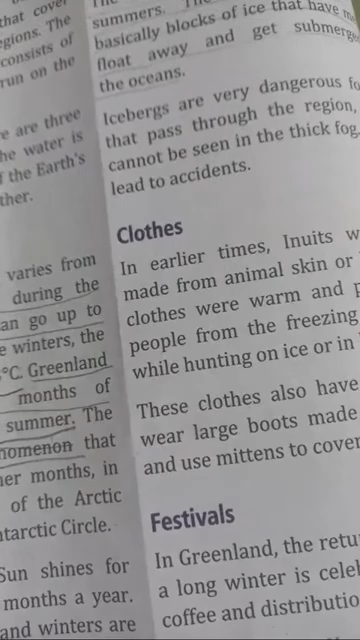 that cover
regions. The
consists of
run on the
are three
he water is
the Earth's
ther.
varies from
during the
an go up to
winters, the
°C. Greenland
months of
summer. The
nomenon that
er months, in
of the Arctic
ntarctic Circle.
Sun shines for
months a year.
and winters are
summers.
basically blocks of ice that have
float away and get submerge
the oceans.
Icebergs are very dangerous fo
that pass through the region,
cannot be seen in the thick fog,
lead to accidents.
Clothes
In earlier times, Inuits w
made from animal skin or
clothes were warm and p
people from the freezing
while hunting on ice or in
These clothes also have
wear large boots made
and use mittens to cover
Festivals
In Greenland, the retu
a long winter is celeb
coffee and distributio